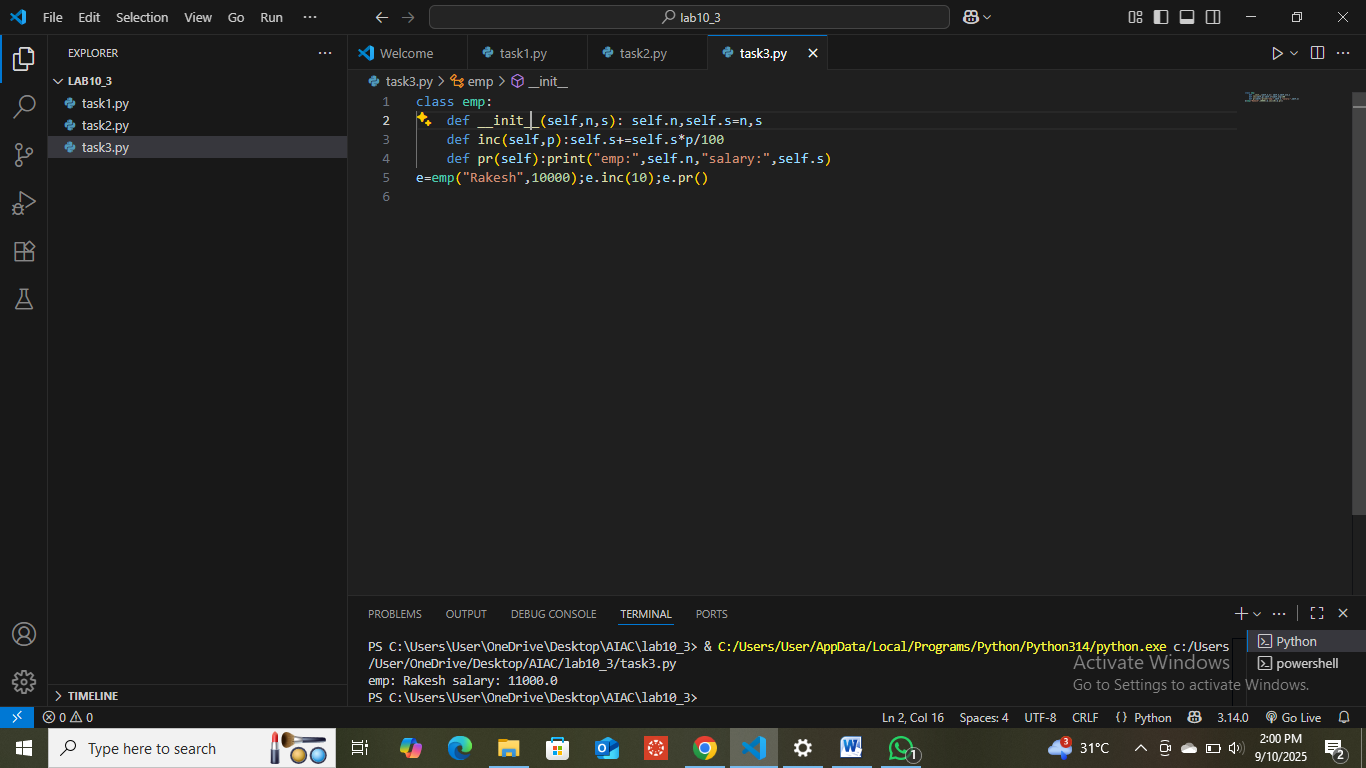 File Edit Selection View Go Run ··· lab10_3
EXPLORER ···
LAB10_3
task1.py
task2.py
task3.py
TIMELINE
Welcome task1.py task2.py task3.py
task3.py > emp > __init__
1 class emp:
2     def __init__(self,n,s): self.n,self.s=n,s
3     def inc(self,p):self.s+=self.s*p/100
4     def pr(self):print("emp:",self.n,"salary:",self.s)
5 e=emp("Rakesh",10000);e.inc(10);e.pr()
6
PROBLEMS OUTPUT DEBUG CONSOLE TERMINAL PORTS
PS C:\Users\User\OneDrive\Desktop\AIAC\lab10_3> & C:/Users/User/AppData/Local/Programs/Python/Python314/python.exe c:/Users
/User/OneDrive/Desktop/AIAC/lab10_3/task3.py
emp: Rakesh salary: 11000.0
PS C:\Users\User\OneDrive\Desktop\AIAC\lab10_3>
Python
powershell
Activate Windows
Go to Settings to activate Windows.
0 0 Ln 2, Col 16 Spaces: 4 UTF-8 CRLF {} Python 3.14.0 Go Live
Type here to search 3 31°C 2:00 PM
1 9/10/2025 2